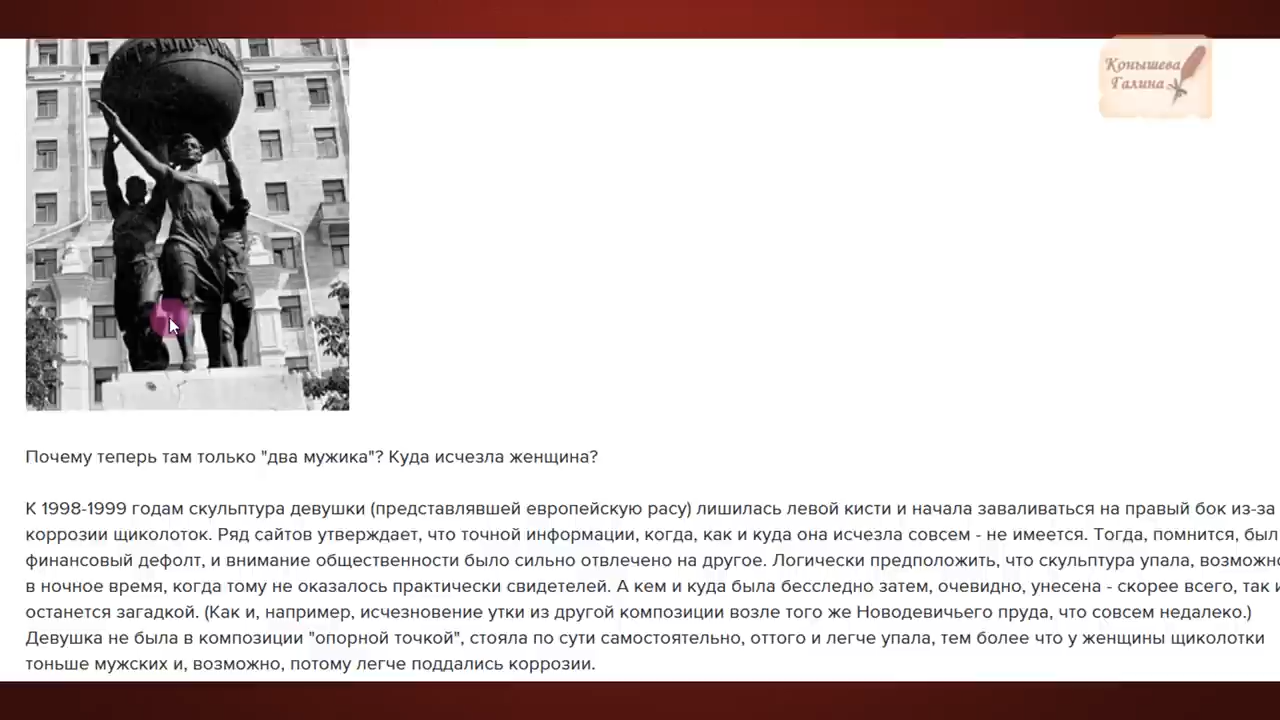 Конышева
Галина
Почему теперь там только "два мужика"? Куда исчезла женщина?
К 1998-1999 годам скульптура девушки (представлявшей европейскую расу) лишилась левой кисти и начала заваливаться на правый бок из-за
коррозии щиколоток. Ряд сайтов утверждает, что точной информации, когда, как и куда она исчезла совсем - не имеется. Тогда, помнится, был
финансовый дефолт, и внимание общественности было сильно отвлечено на другое. Логически предположить, что скульптура упала,
в ночное время, когда тому не оказалось практически свидетелей. А кем и куда была бесследно затем, очевидно, унесена - скорее всего, так и
останется загадкой. (Как и, например, исчезновение утки из другой композиции возле того же Новодевичьего пруда, что совсем недалеко.)
Девушка не была в композиции "опорной точкой", стояла по сути самостоятельно, оттого и легче упала, тем более что у женщины щиколотки
тоньше мужских и, возможно, потому легче поддались коррозии.